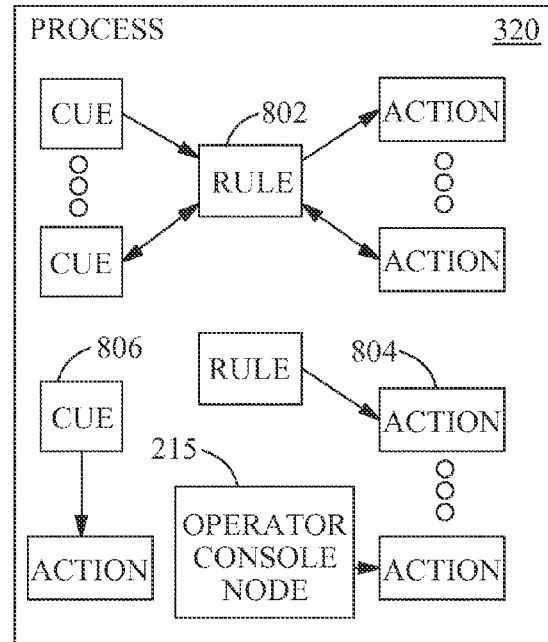 PROCESS 320
CUE 802 ACTION
RULE
CUE ACTION
806 RULE 804
CUE ACTION
215
OPERATOR
CONSOLE
NODE
ACTION ACTION